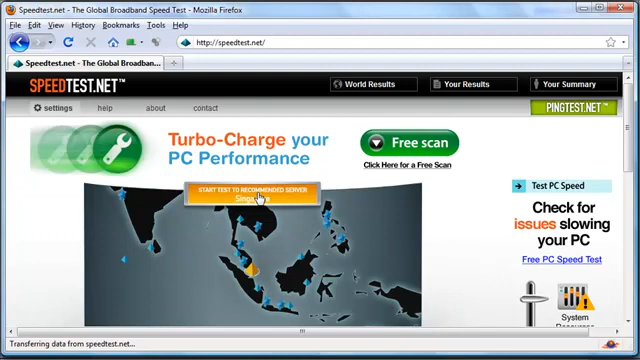 Speedtest.net - The Global Broadband Speed Test - Mozilla Firefox
File Edit View History Bookmarks Tools Help
http://speedtest.net/
Speedtest.net - The Global Broadban...
SPEEDTEST.NET™
World Results
Your Results
Your Summary
settings help about contact
PINGTEST.NET™
Turbo-Charge your
PC Performance
Free scan
Click Here for a Free Scan
START TEST TO RECOMMENDED SERVER
Test PC Speed
Check for
issues slowing
your PC
Free PC Speed Test
System
Transferring data from speedtest.net...